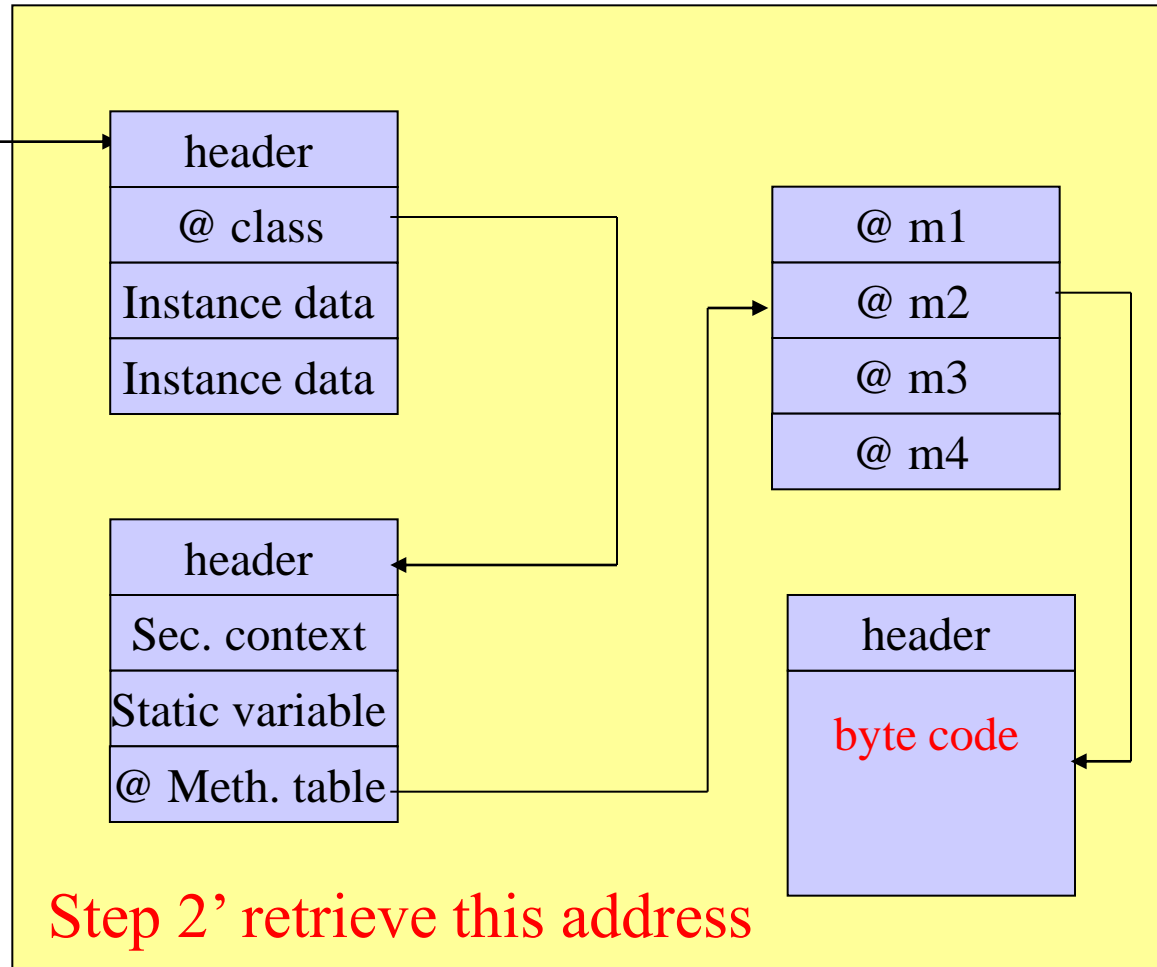 header
@ class
Instance data
Instance data
header
Sec. context
Static variable
@ Meth. table
@ m1
@ m2
@ m3
@ m4
header
byte code
Step 2’ retrieve this address